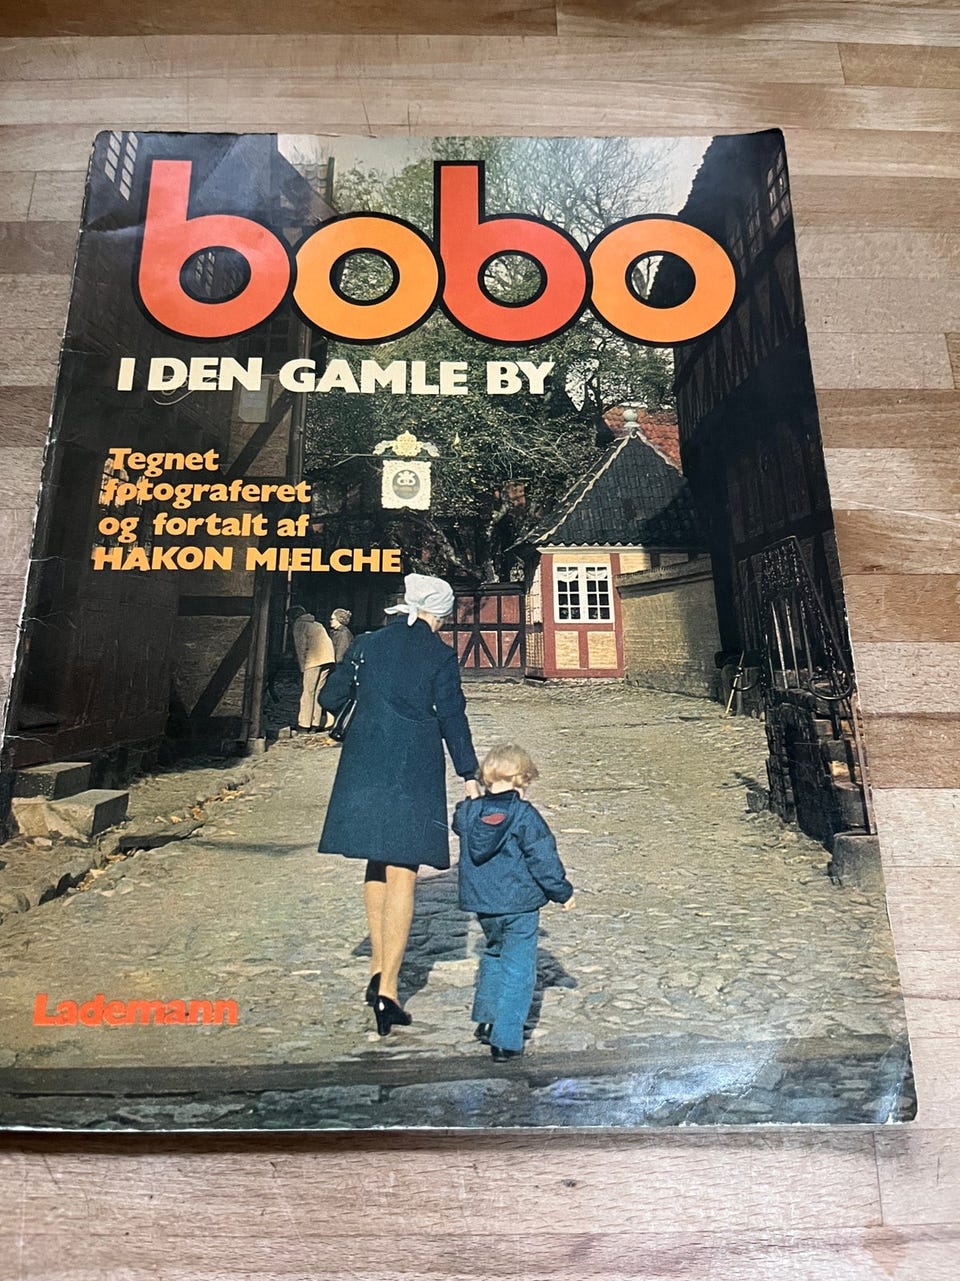 bobo
I DEN GAMLE BY
Tegnet
fotograferet
og fortalt af
HAKON MIELCHE
Lademann